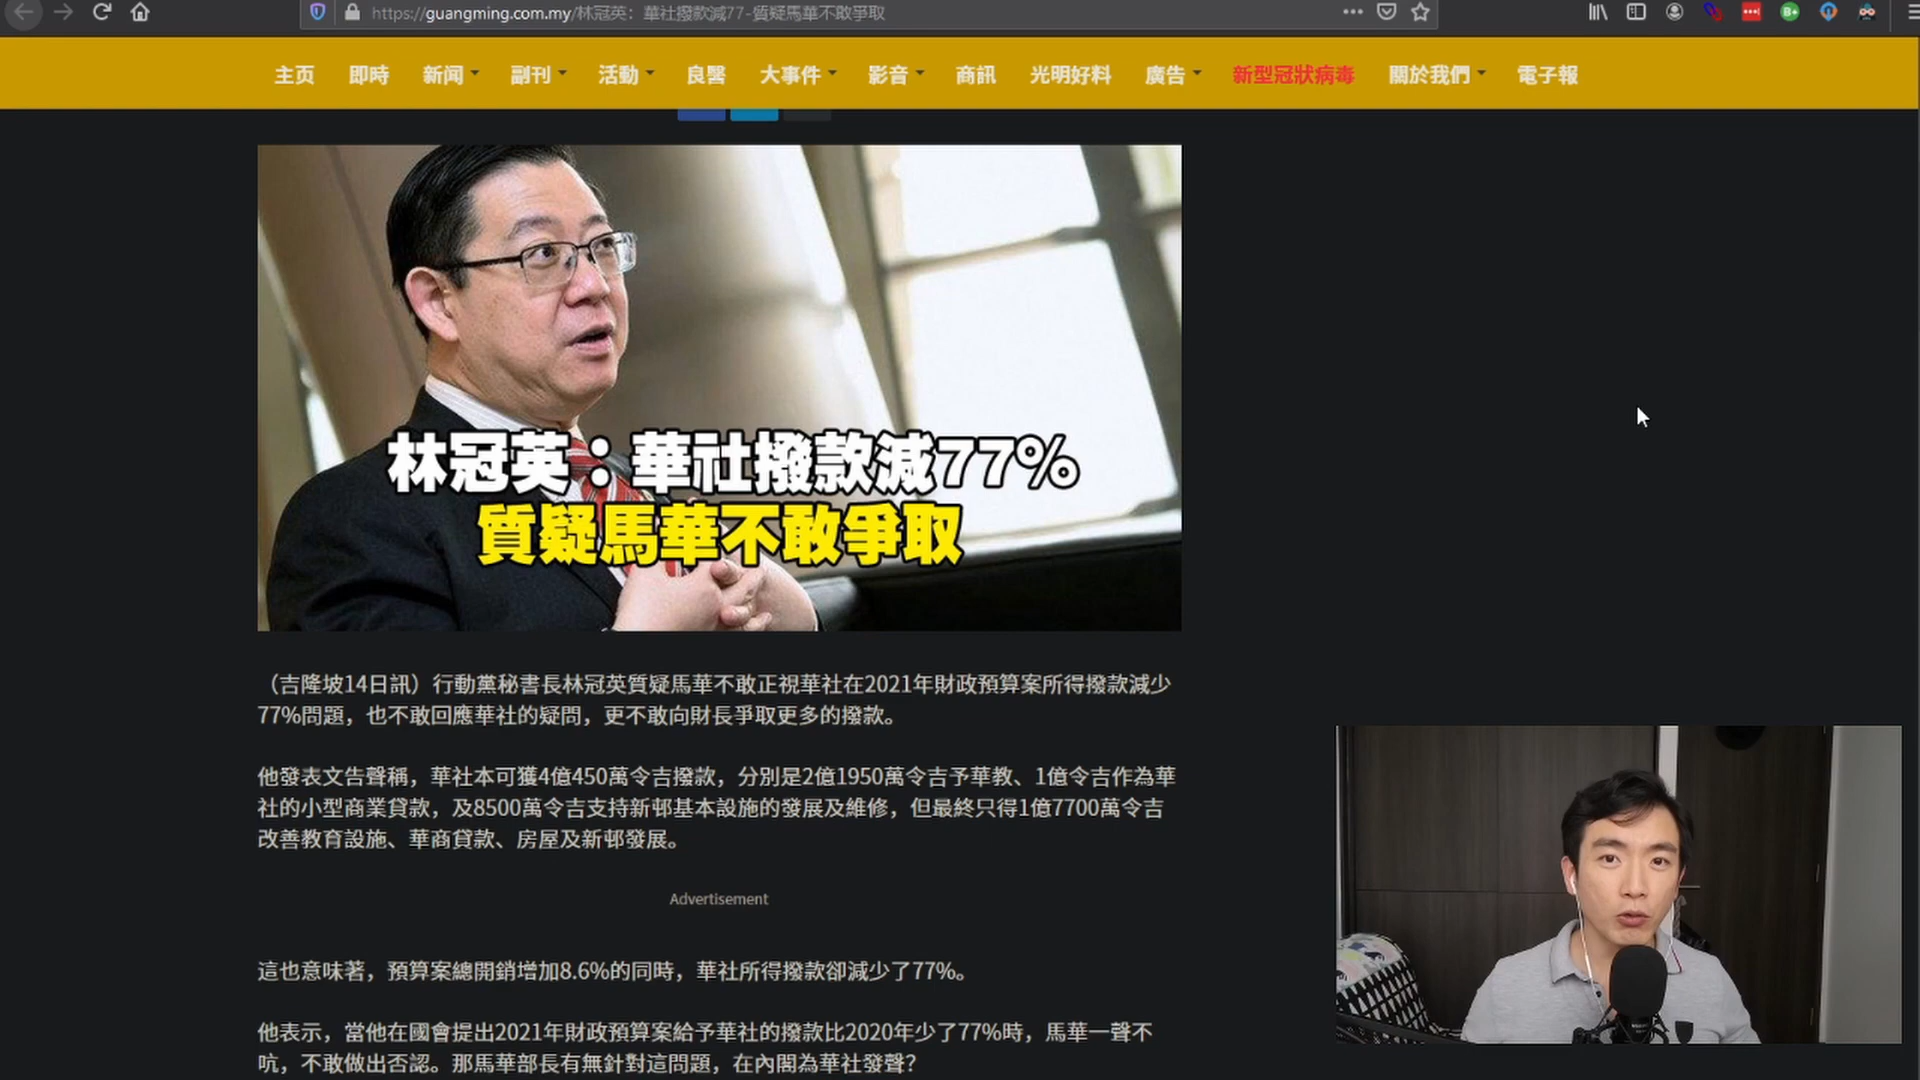 https://guangming.com.my/林冠英：華社撥款減77-質疑馬華不敢爭取
主页 即時 新闻 副刊 活動 良醫 大事件 影音 商訊 光明好料 廣告 新型冠狀病毒 關於我們 電子報
林冠英：華社撥款減77%
質疑馬華不敢爭取
（吉隆坡14日訊）行動黨秘書長林冠英質疑馬華不敢正視華社在2021年財政預算案所得撥款減少
77%問題，也不敢回應華社的疑問，更不敢向財長爭取更多的撥款。
他發表文告聲稱，華社本可獲4億450萬令吉撥款，分別是2億1950萬令吉予華教、1億令吉作為華
社的小型商業貸款，及8500萬令吉支持新邨基本設施的發展及維修，但最終只得1億7700萬令吉
改善教育設施、華商貸款、房屋及新邨發展。
Advertisement
這也意味著，預算案總開銷增加8.6%的同時，華社所得撥款卻減少了77%。
他表示，當他在國會提出2021年財政預算案給予華社的撥款比2020年少了77%時，馬華一聲不
吭，不敢做出否認。那馬華部長有無針對這問題，在內閣為華社發聲？